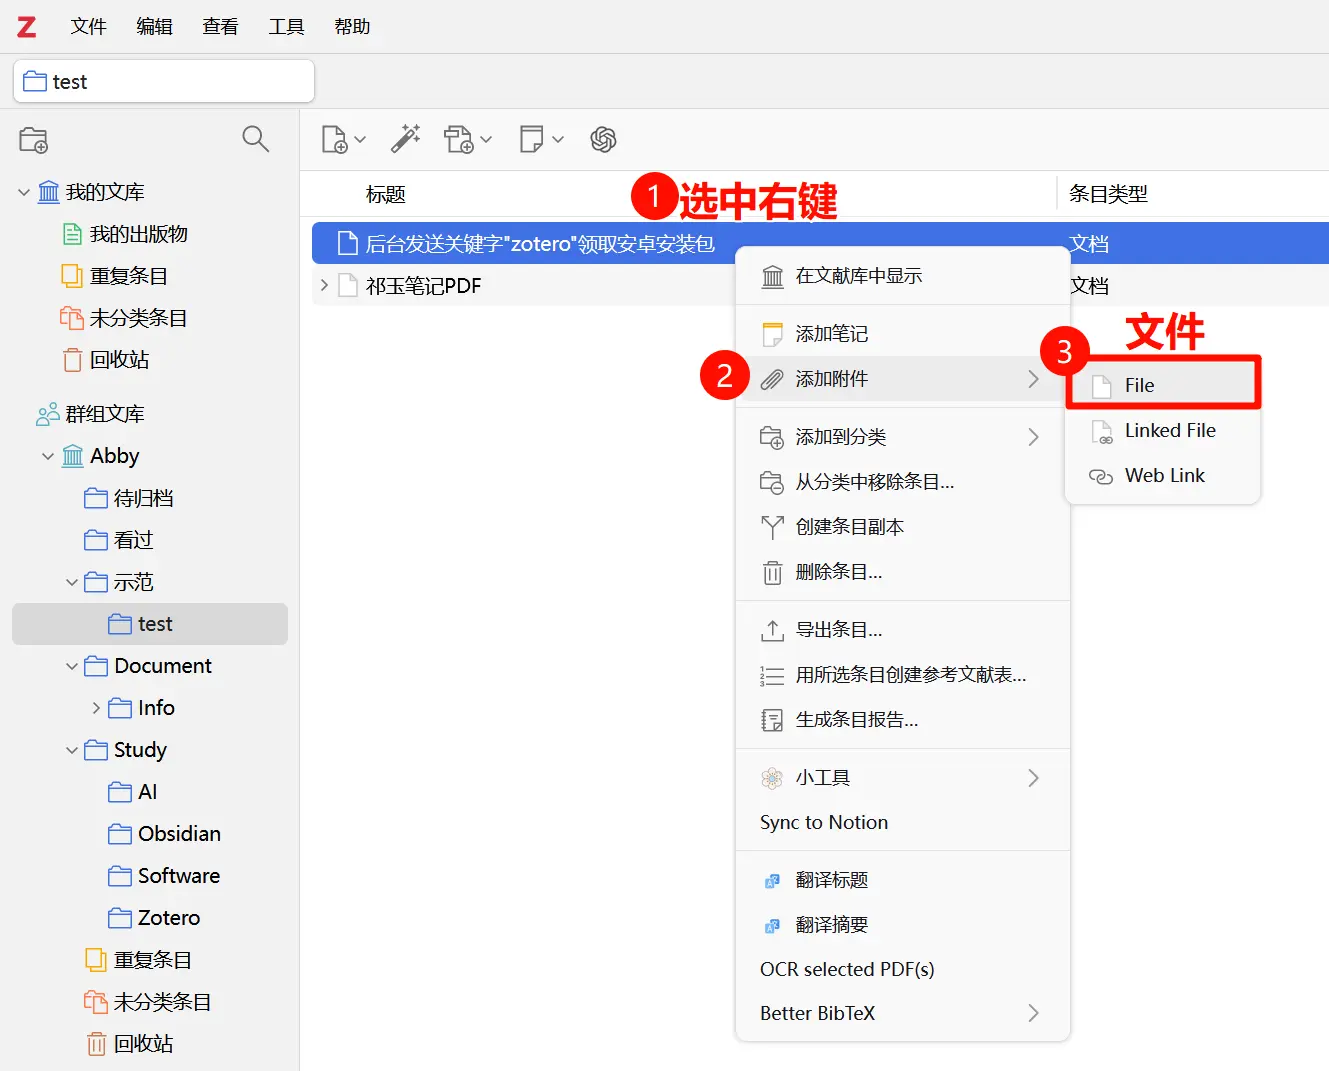 Z 文件 编辑 查看 工具 帮助
test
标题
1 选中右键
条目类型
后台发送关键字"zotero"领取安卓安装包
文档
祁玉笔记PDF
文档
我的文库
我的出版物
重复条目
未分类条目
回收站
群组文库
Abby
待归档
看过
示范
test
Document
Info
Study
AI
Obsidian
Software
Zotero
重复条目
未分类条目
回收站
在文献库中显示
添加笔记
2 添加附件
添加到分类
从分类中移除条目...
创建条目副本
删除条目...
导出条目...
用所选条目创建参考文献表...
生成条目报告...
小工具
Sync to Notion
翻译标题
翻译摘要
OCR selected PDF(s)
Better BibTeX
3 文件
File
Linked File
Web Link